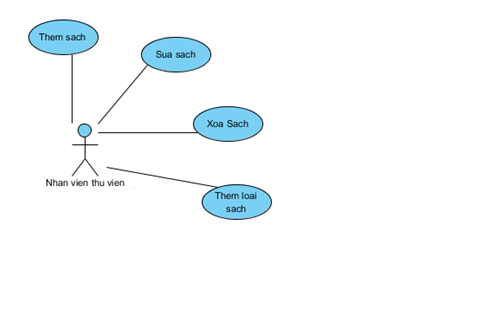 Them sach
Sua sach
Xoa Sach
Nhan vien thu vien
Them loai
sach